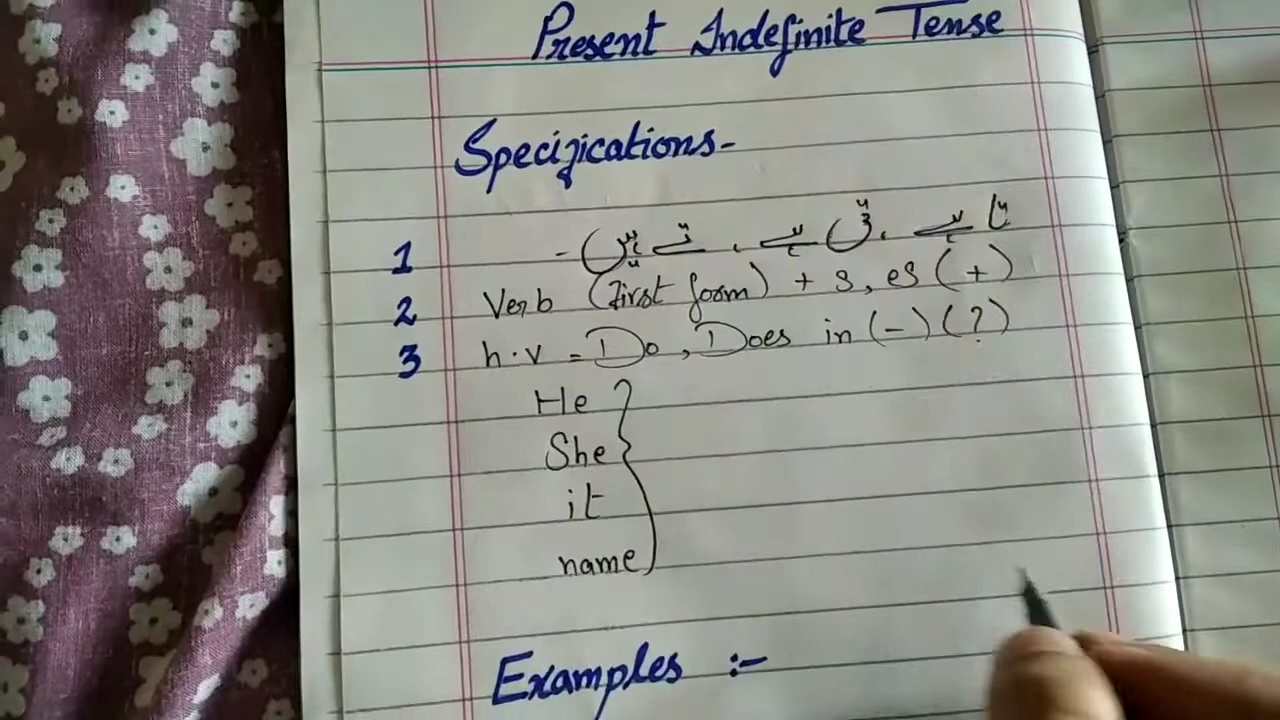 Present Indefinite Tense
Specifications-
1 تا ہے ، تی ہے ، تے ہیں -
2 Verb (First form) + s, es (+)
3 h.v = Do, Does in (-) (?)
He
She
it
name
Examples :-